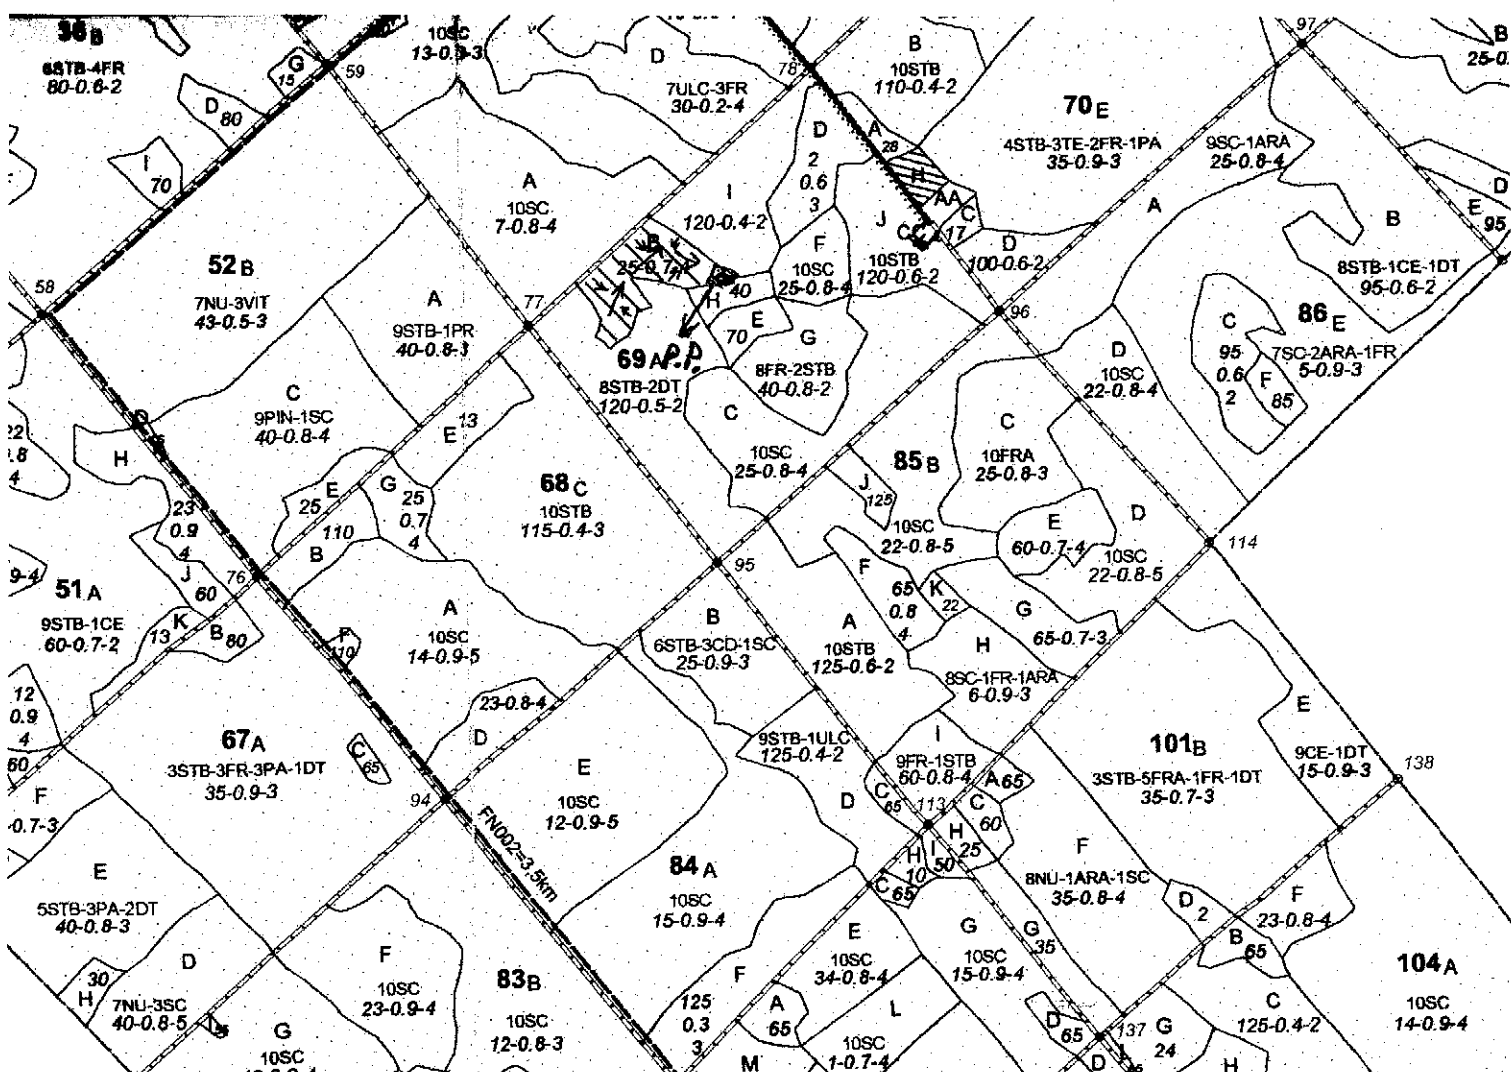 36B
6STB-4FR
80-0.6-2
G
15
59
10SC
D
7ULC-3FR
30-0.2-4
78
B
10STB
110-0.4-2
97
B
D
80
I
70
A
10SC
7-0.8-4
I
120-0.4-2
D
2
0.6
3
A
28
H
AA
C
17
J
10STB
120-0.6-2
70E
4STB-3TE-2FR-1PA
35-0.9-3
9SC-1ARA
25-0.8-4
A
D
E
95
B
8STB-1CE-1DT
95-0.6-2
58
52B
7NU-3VIT
43-0.5-3
A
9STB-1PR
40-0.8-3
77
B
40
H
F
10SC
25-0.8-4
D
100-0.6-2
96
86E
7SC-2ARA-1FR
5-0.9-3
C
95
0.6
2
F
85
E
70
G
8FR-2STB
40-0.8-2
69A P.P.
8STB-2DT
120-0.5-2
D
10SC
22-0.8-4
C
9PIN-1SC
40-0.8-4
D
H
E
13
C
10SC
25-0.8-4
85B
10SC
22-0.8-5
J
125
C
10FRA
25-0.8-3
E
25
G
25
0.7
4
110
B
68C
10STB
115-0.4-3
23
0.9
4
J
60
76
E
60-0.7-4
D
10SC
22-0.8-5
114
95
51A
9STB-1CE
60-0.7-2
K
13
B
80
F
110
A
10SC
14-0.9-5
B
6STB-3CD-1SC
25-0.9-3
F
65
0.8
4
K
22
G
65-0.7-3
A
10STB
125-0.6-2
H
8SC-1FR-1ARA
6-0.9-3
12
0.9
4
60
67A
3STB-3FR-3PA-1DT
35-0.9-3
C
65
23-0.8-4
D
9STB-1ULC
125-0.4-2
I
9FR-1STB
60-0.8-4
A 65
101B
3STB-5FRA-1FR-1DT
35-0.7-3
E
9CE-1DT
15-0.9-3
138
F
94
FN002=3,5km
E
10SC
12-0.9-5
D
C
65
113
C
60
H
25
I
50
H
10
C
65
F
8NU-1ARA-1SC
35-0.8-4
E
5STB-3PA-2DT
40-0.8-3
84A
10SC
15-0.9-4
D
2
F
23-0.8-4
B
65
D
30
H
7NU-3SC
40-0.8-5
F
10SC
23-0.9-4
83B
10SC
12-0.8-3
F
125
0.3
3
A
65
E
10SC
34-0.8-4
G
10SC
15-0.9-4
G
35
104A
10SC
14-0.9-4
G
10SC
L
10SC
1-0.7-4
M
D
65
137
G
24
C
125-0.4-2
D
H